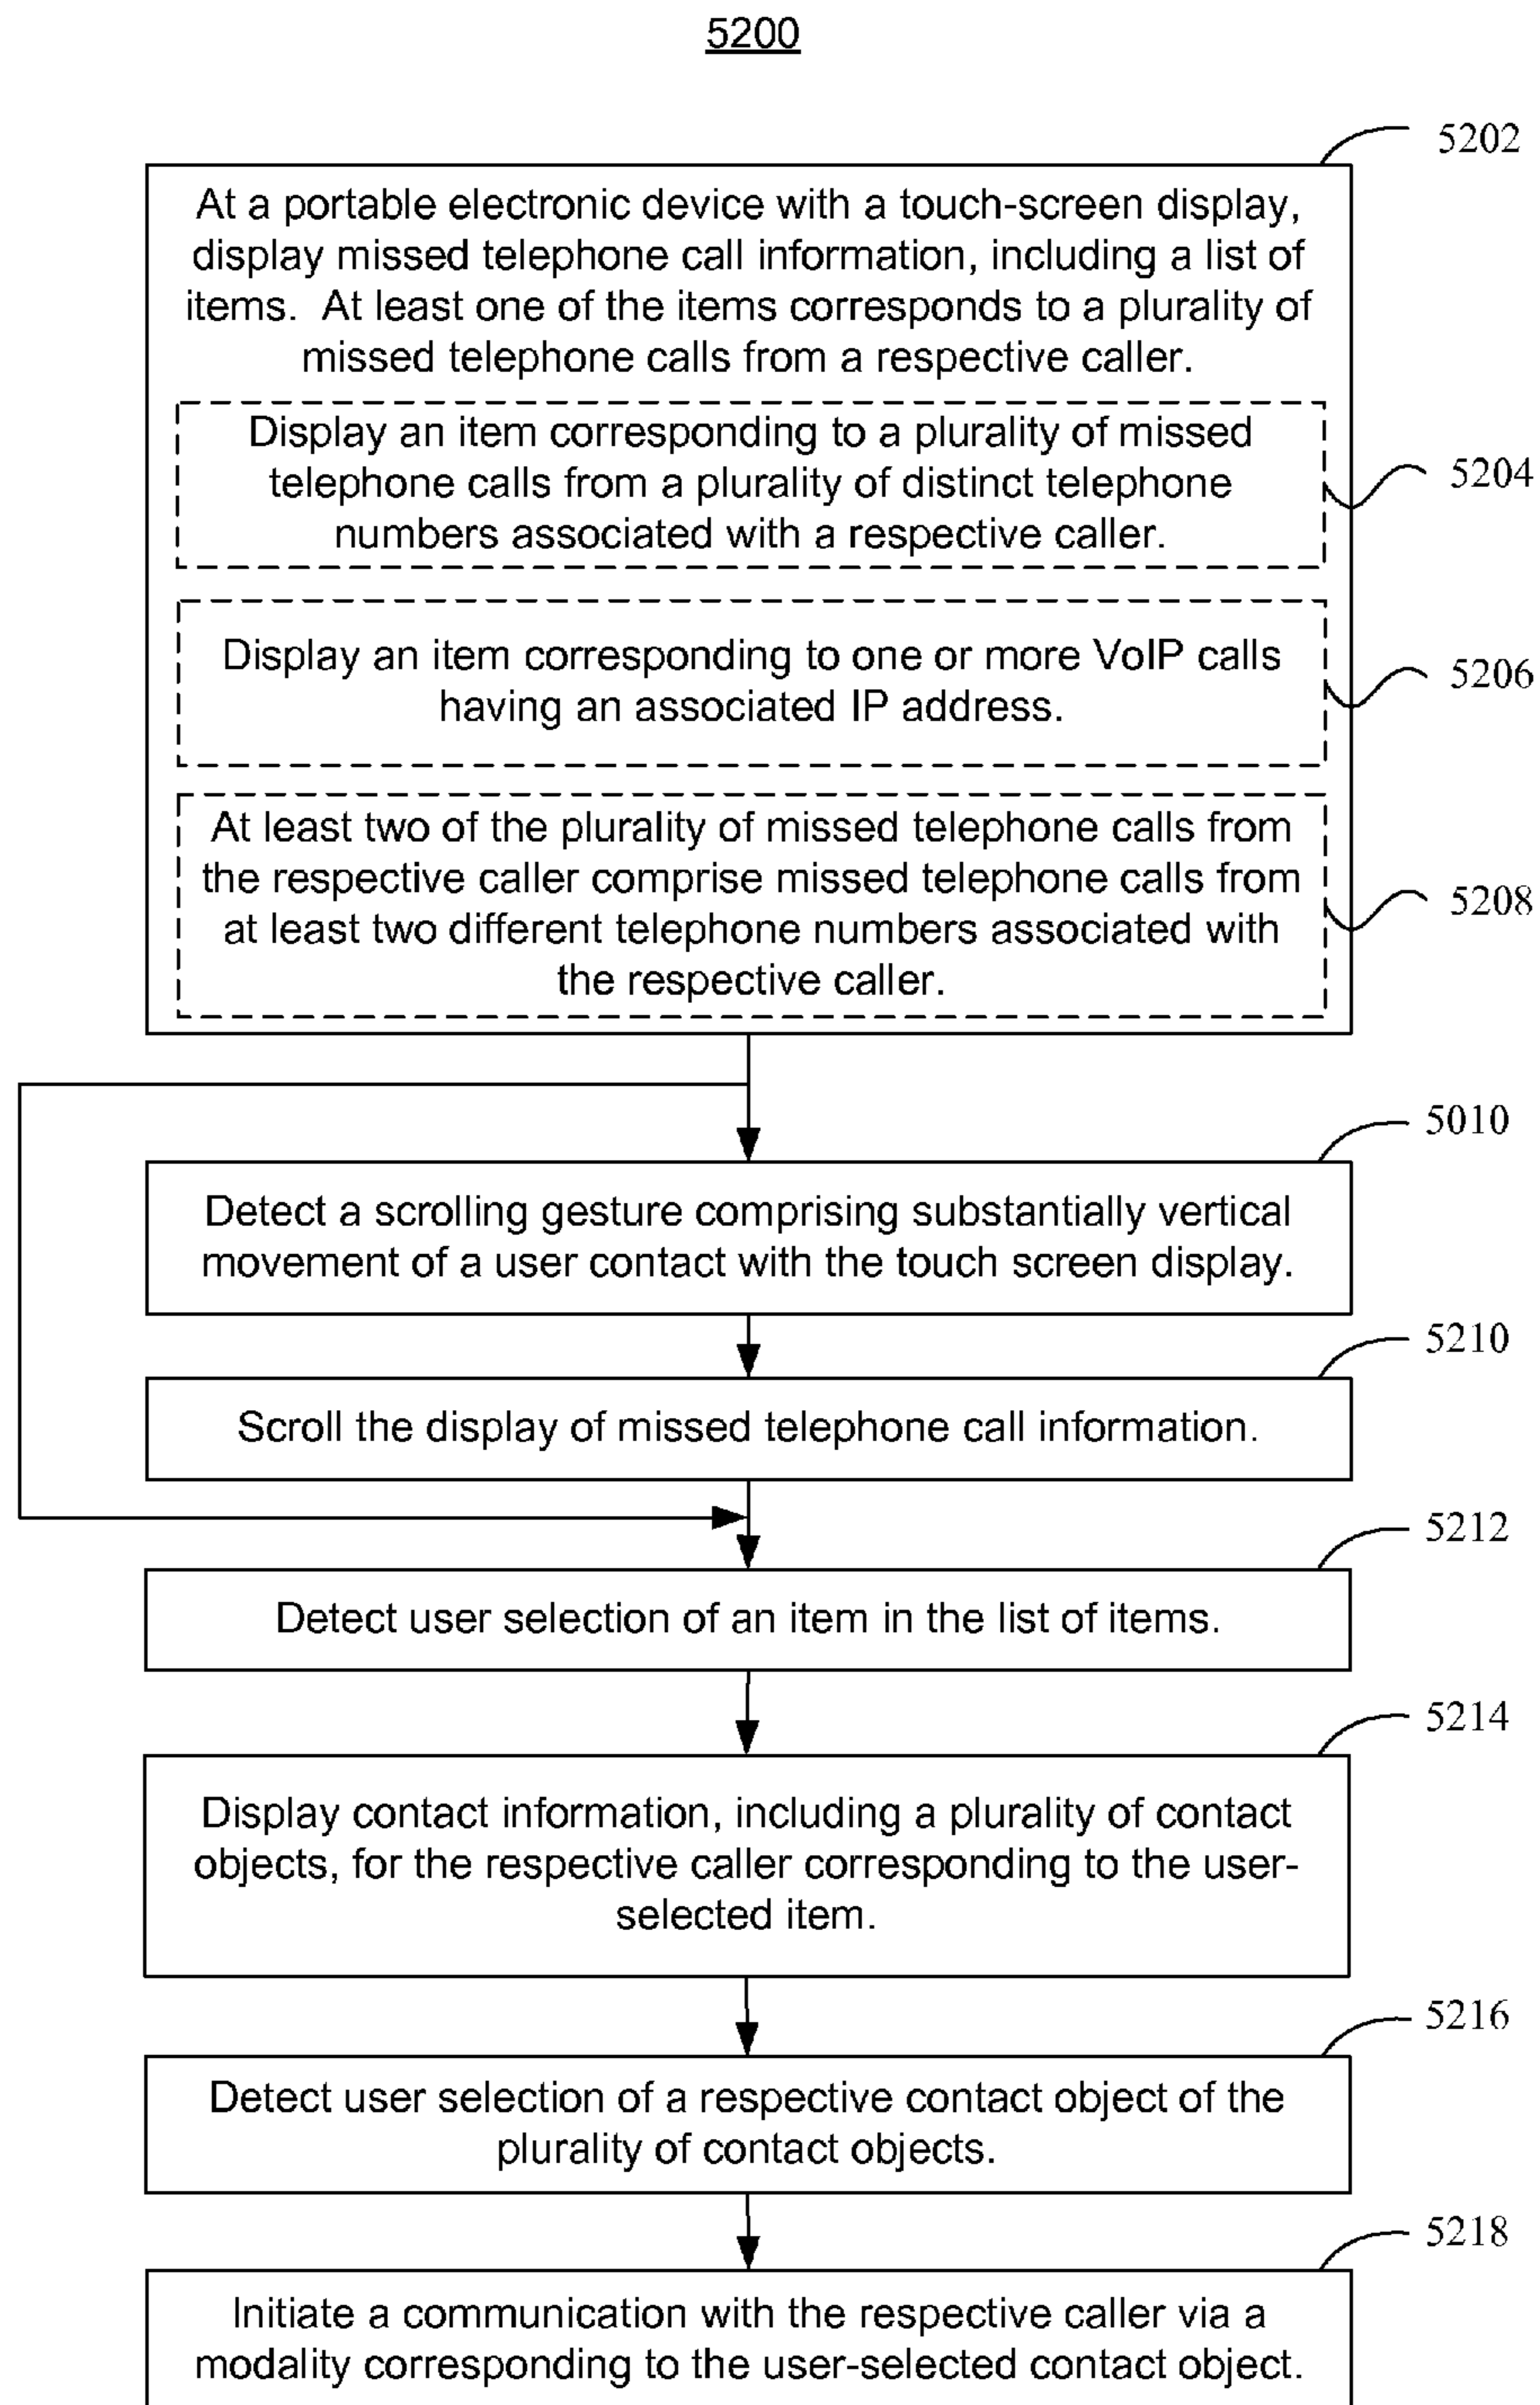 5200
5202
At a portable electronic device with a touch-screen display,
display missed telephone call information, including a list of
items.  At least one of the items corresponds to a plurality of
missed telephone calls from a respective caller.
Display an item corresponding to a plurality of missed
telephone calls from a plurality of distinct telephone
numbers associated with a respective caller.
5204
Display an item corresponding to one or more VoIP calls
having an associated IP address.
5206
At least two of the plurality of missed telephone calls from
the respective caller comprise missed telephone calls from
at least two different telephone numbers associated with
the respective caller.
5208
5010
Detect a scrolling gesture comprising substantially vertical
movement of a user contact with the touch screen display.
5210
Scroll the display of missed telephone call information.
5212
Detect user selection of an item in the list of items.
5214
Display contact information, including a plurality of contact
objects, for the respective caller corresponding to the user-
selected item.
5216
Detect user selection of a respective contact object of the
plurality of contact objects.
5218
Initiate a communication with the respective caller via a
modality corresponding to the user-selected contact object.